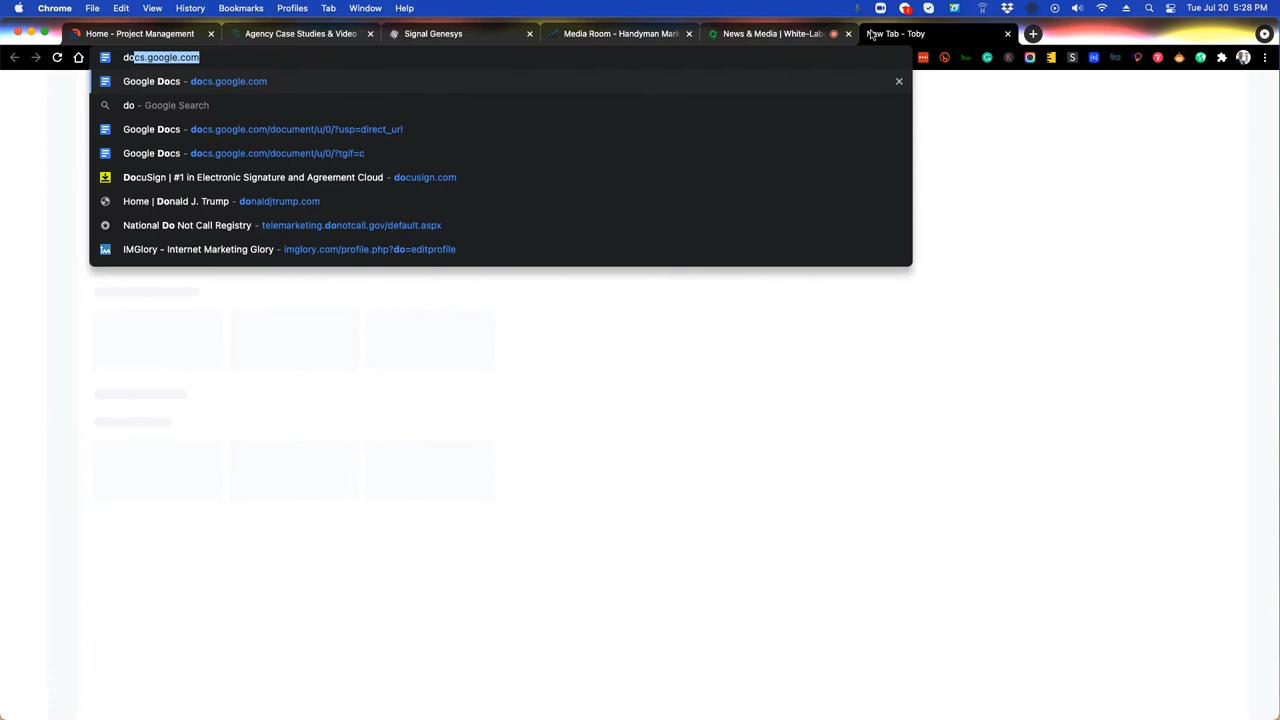 Chrome File Edit View History Bookmarks Profiles Tab Window Help Tue Jul 20 5:28 PM
Home - Project Management Agency Case Studies & Video Signal Genesys Media Room - Handyman Mark News & Media | White-Lab New Tab - Toby
docs.google.com
Google Docs - docs.google.com
do - Google Search
Google Docs - docs.google.com/document/u/0/?usp=direct_url
Google Docs - docs.google.com/document/u/0/?tgif=c
DocuSign | #1 in Electronic Signature and Agreement Cloud - docusign.com
Home | Donald J. Trump - donaldjtrump.com
National Do Not Call Registry - telemarketing.donotcall.gov/default.aspx
IMGlory - Internet Marketing Glory - imglory.com/profile.php?do=editprofile